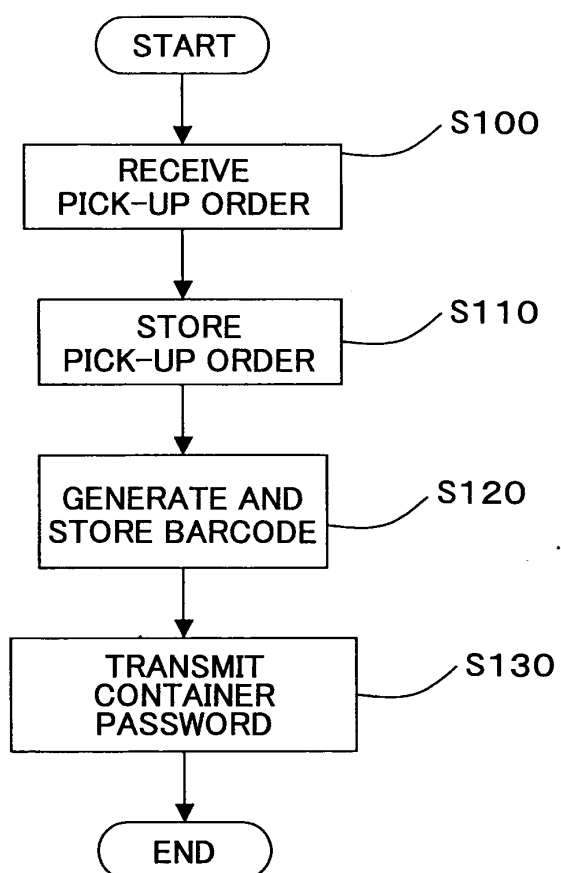 START
S100
RECEIVE
PICK-UP ORDER
S110
STORE
PICK-UP ORDER
S120
GENERATE AND
STORE BARCODE
S130
TRANSMIT
CONTAINER
PASSWORD
END